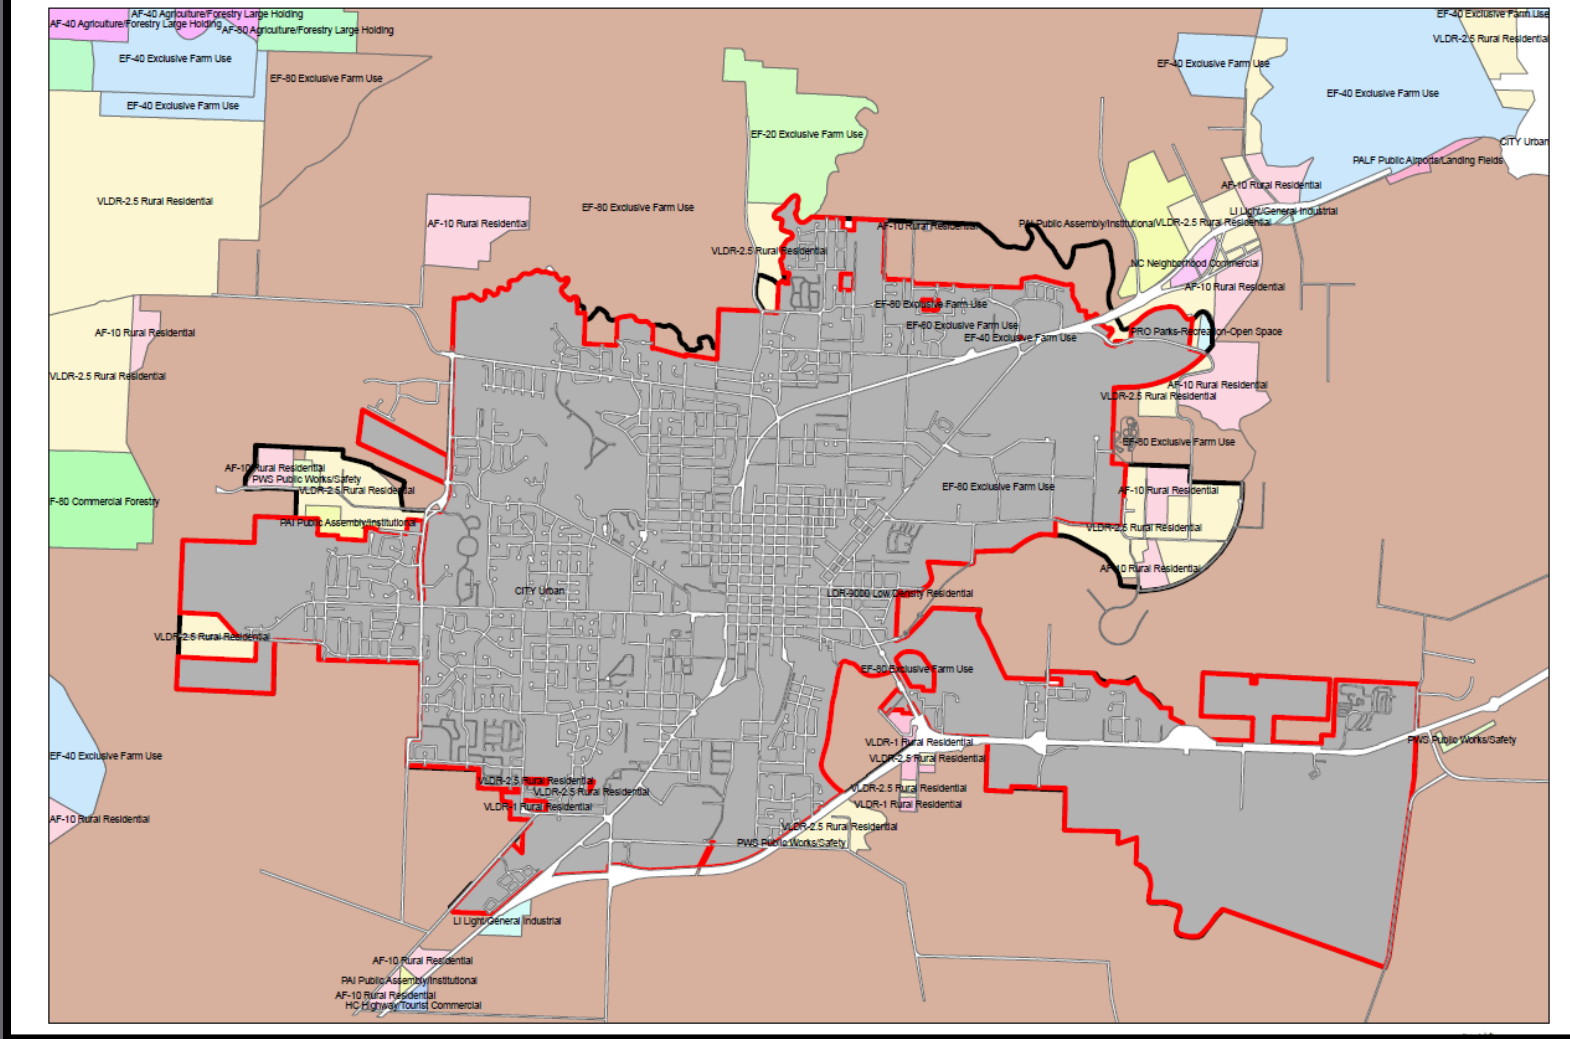 AF-40 Agriculture/Forestry Large Holding
EF-40 Exclusive Farm Use
AF-40 Agriculture/Forestry Large Holding
AF-80 Agriculture/Forestry Large Holding
VLDR-2.5 Rural Residential
EF-40 Exclusive Farm Use
EF-40 Exclusive Farm Use
EF-80 Exclusive Farm Use
EF-40 Exclusive Farm Use
EF-40 Exclusive Farm Use
EF-20 Exclusive Farm Use
CITY Urban
PALF Public Airports/Landing Fields
AF-10 Rural Residential
VLDR-2.5 Rural Residential
EF-80 Exclusive Farm Use
LI Light/General Industrial
AF-10 Rural Residential
AF-10 Rural Residential
PAI Public Assembly/Institutional
VLDR-2.5 Rural Residential
VLDR-2.5 Rural Residential
NC Neighborhood Commercial
AF-10 Rural Residential
EF-80 Exclusive Farm Use
EF-80 Exclusive Farm Use
AF-10 Rural Residential
PRO Parks-Recreation-Open Space
EF-40 Exclusive Farm Use
VLDR-2.5 Rural Residential
AF-10 Rural Residential
VLDR-2.5 Rural Residential
EF-80 Exclusive Farm Use
AF-10 Rural Residential
PWS Public Works/Safety
VLDR-2.5 Rural Residential
EF-80 Exclusive Farm Use
AF-10 Rural Residential
F-80 Commercial Forestry
PAI Public Assembly/Institutional
VLDR-2.5 Rural Residential
AF-10 Rural Residential
CITY Urban
LDR-9000 Low Density Residential
VLDR-2.5 Rural Residential
EF-80 Exclusive Farm Use
VLDR-1 Rural Residential
PWS Public Works/Safety
EF-40 Exclusive Farm Use
VLDR-2.5 Rural Residential
VLDR-2.5 Rural Residential
VLDR-2.5 Rural Residential
VLDR-2.5 Rural Residential
VLDR-1 Rural Residential
VLDR-1 Rural Residential
AF-10 Rural Residential
VLDR-2.5 Rural Residential
PWS Public Works/Safety
LI Light/General Industrial
AF-10 Rural Residential
PAI Public Assembly/Institutional
AF-10 Rural Residential
HC Highway/Tourist Commercial